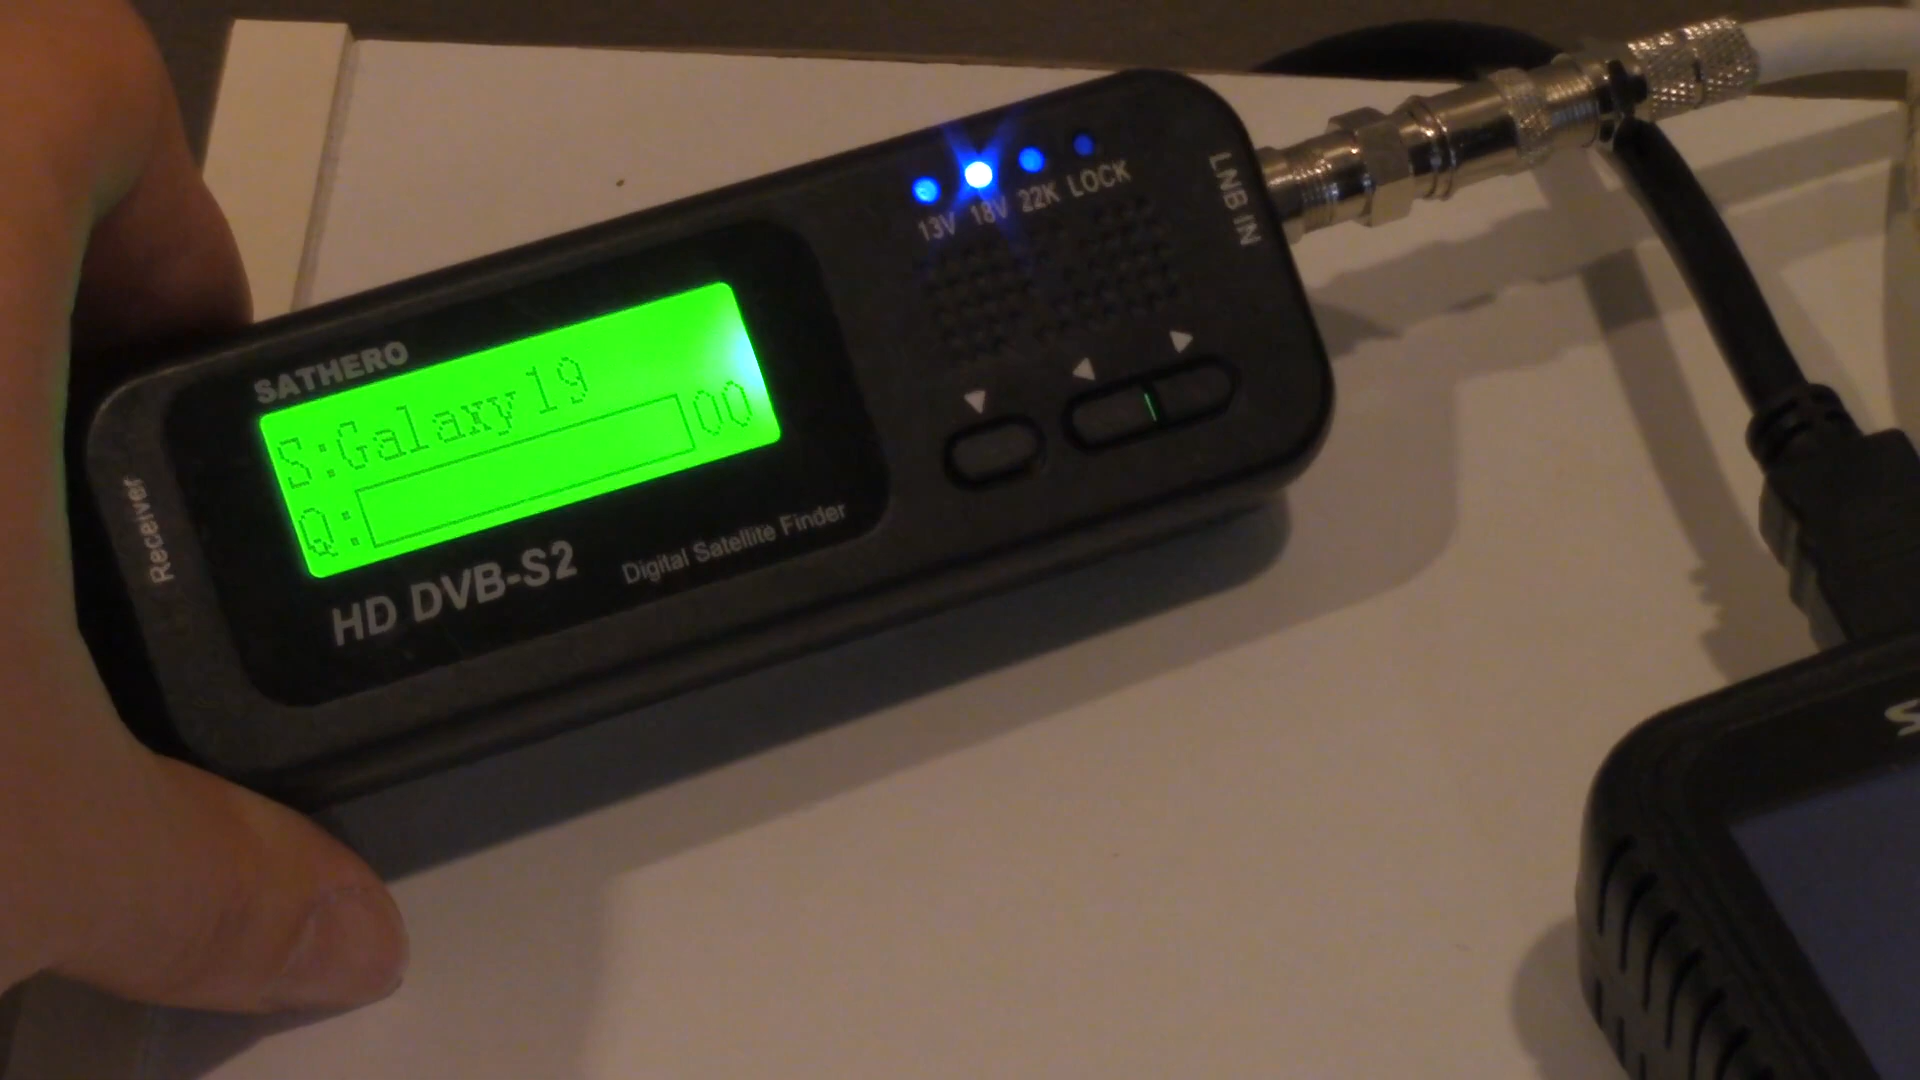 SATHERO
S:Galaxy19
Q: 00
HD DVB-S2
Digital Satellite Finder
Receiver
13V 18V 22K LOCK
LNB IN
S